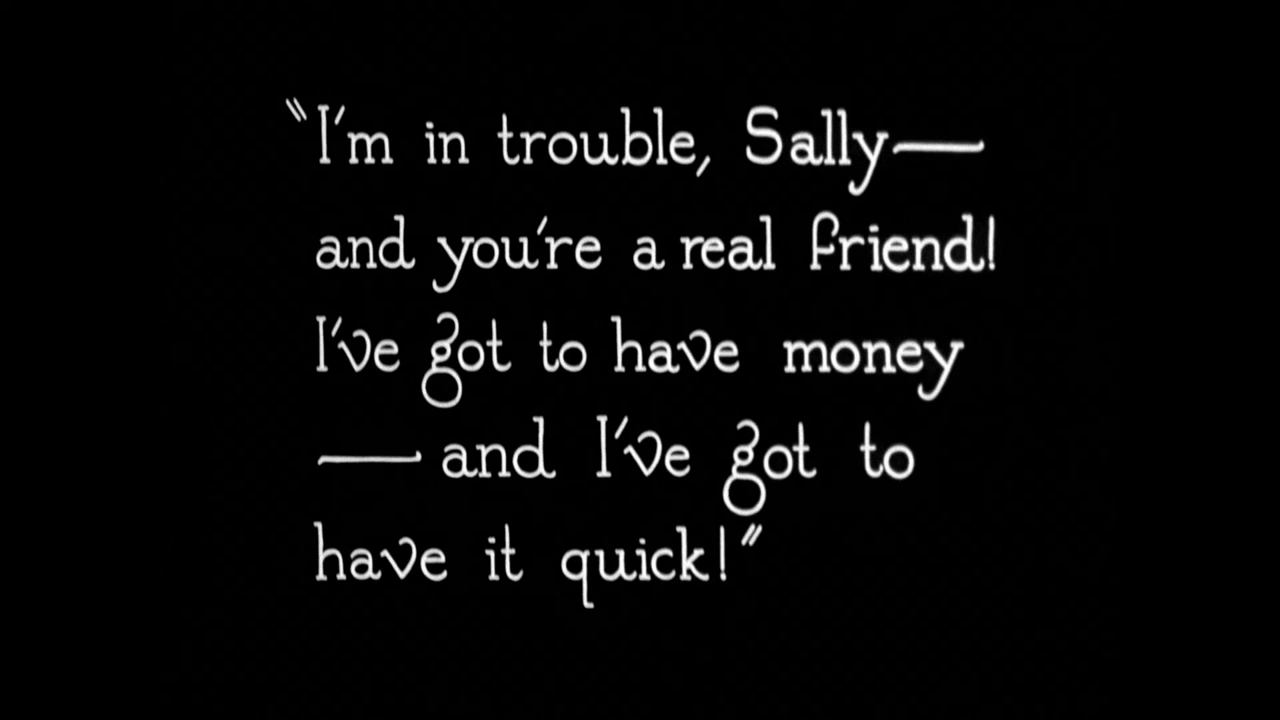 "I'm in trouble, Sally—
and you're a real friend!
I've got to have money
— and I've got to
have it quick!"